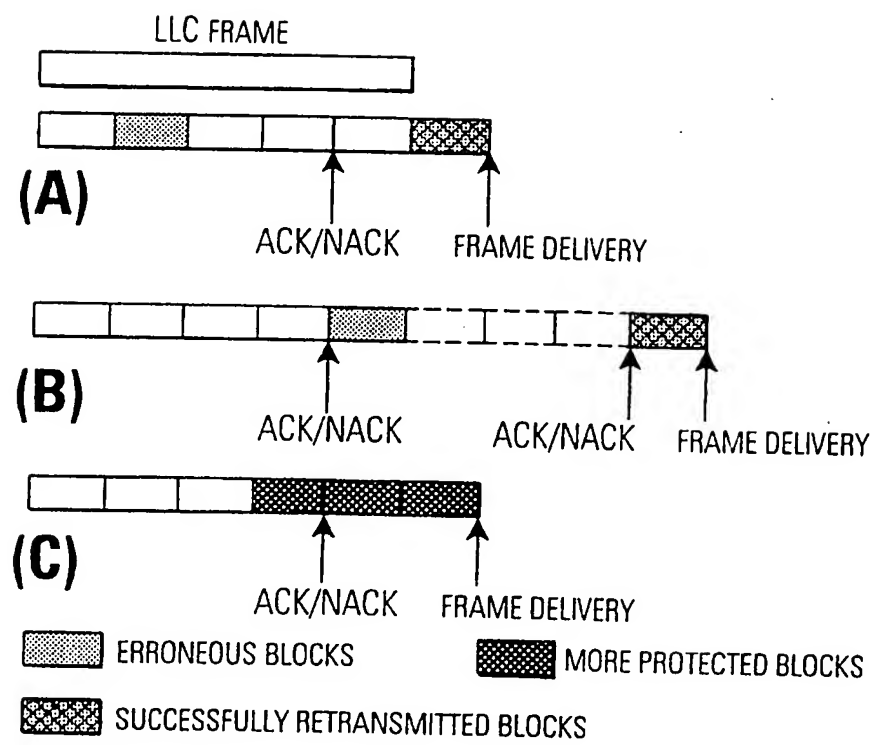 LLC FRAME
(A)
ACK/NACK FRAME DELIVERY
(B)
ACK/NACK ACK/NACK FRAME DELIVERY
(C)
ACK/NACK FRAME DELIVERY
ERRONEOUS BLOCKS MORE PROTECTED BLOCKS
SUCCESSFULLY RETRANSMITTED BLOCKS